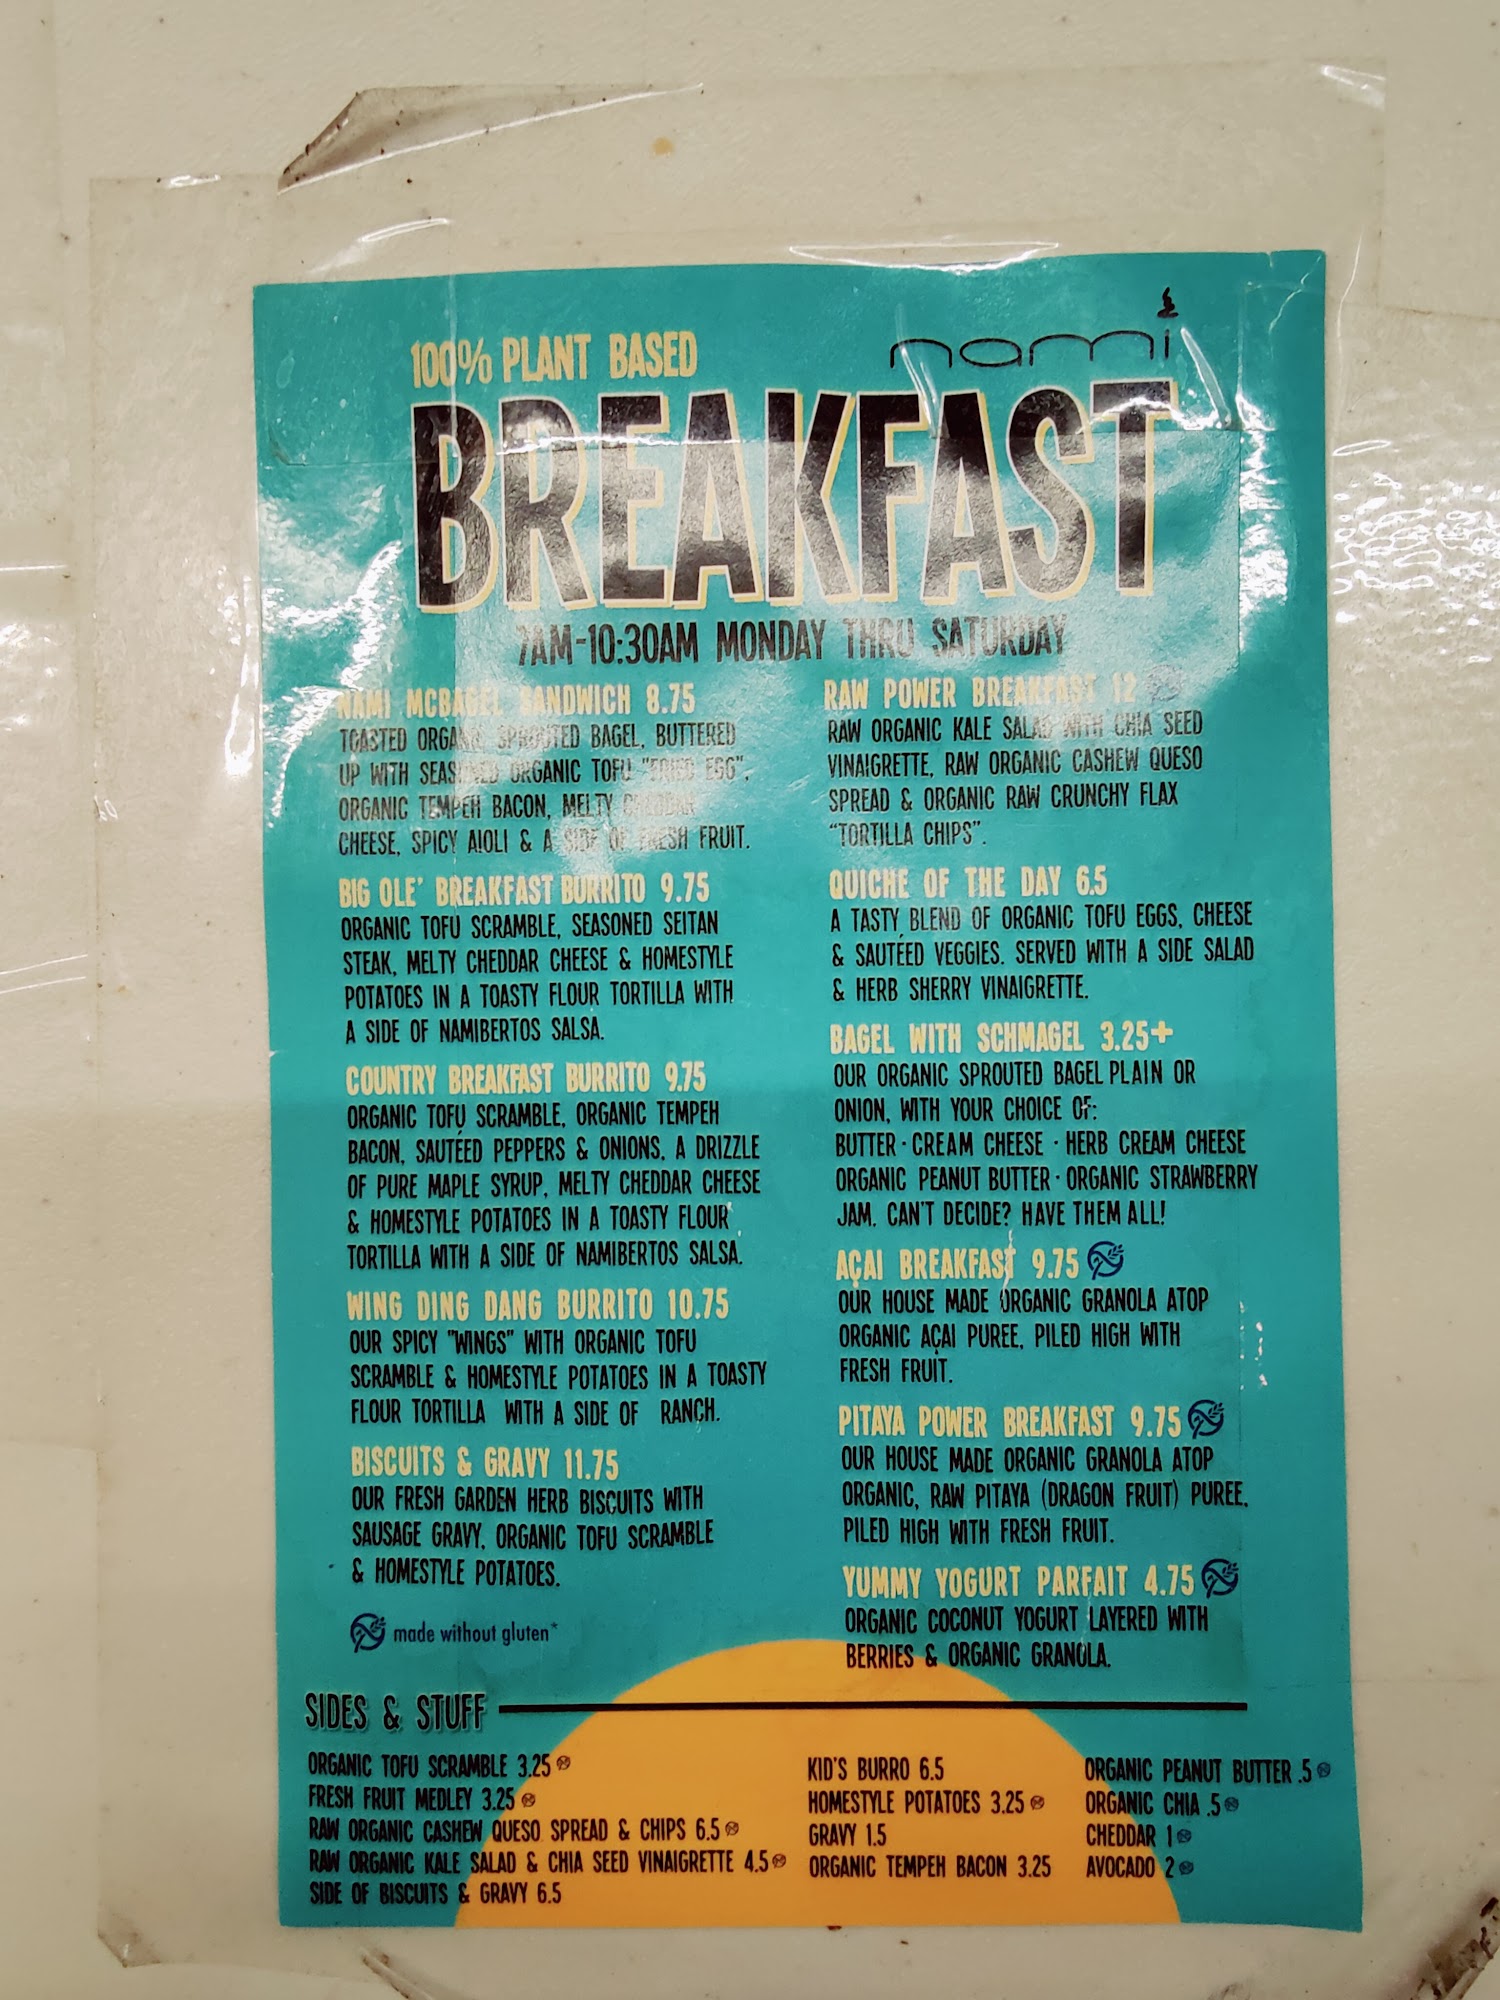 100% PLANT BASED
nami
BREAKFAST
7AM-10:30AM MONDAY THRU SATURDAY
NAMI MCBAGEL SANDWICH 8.75
TOASTED ORGANIC SPROUTED BAGEL, BUTTERED
UP WITH SEASONED ORGANIC TOFU "FRIED EGG",
ORGANIC TEMPEH BACON, MELTY CHEDDAR
CHEESE, SPICY AIOLI & A SIDE OF FRESH FRUIT.
BIG OLE' BREAKFAST BURRITO 9.75
ORGANIC TOFU SCRAMBLE, SEASONED SEITAN
STEAK, MELTY CHEDDAR CHEESE & HOMESTYLE
POTATOES IN A TOASTY FLOUR TORTILLA WITH
A SIDE OF NAMIBERTOS SALSA.
COUNTRY BREAKFAST BURRITO 9.75
ORGANIC TOFU SCRAMBLE, ORGANIC TEMPEH
BACON, SAUTÉED PEPPERS & ONIONS, A DRIZZLE
OF PURE MAPLE SYRUP, MELTY CHEDDAR CHEESE
& HOMESTYLE POTATOES IN A TOASTY FLOUR
TORTILLA WITH A SIDE OF NAMIBERTOS SALSA.
WING DING DANG BURRITO 10.75
OUR SPICY "WINGS" WITH ORGANIC TOFU
SCRAMBLE & HOMESTYLE POTATOES IN A TOASTY
FLOUR TORTILLA WITH A SIDE OF RANCH.
BISCUITS & GRAVY 11.75
OUR FRESH GARDEN HERB BISCUITS WITH
SAUSAGE GRAVY, ORGANIC TOFU SCRAMBLE
& HOMESTYLE POTATOES.
made without gluten*
RAW POWER BREAKFAST 12
RAW ORGANIC KALE SALAD WITH CHIA SEED
VINAIGRETTE, RAW ORGANIC CASHEW QUESO
SPREAD & ORGANIC RAW CRUNCHY FLAX
"TORTILLA CHIPS".
QUICHE OF THE DAY 6.5
A TASTY BLEND OF ORGANIC TOFU EGGS, CHEESE
& SAUTÉED VEGGIES. SERVED WITH A SIDE SALAD
& HERB SHERRY VINAIGRETTE.
BAGEL WITH SCHMAGEL 3.25+
OUR ORGANIC SPROUTED BAGEL PLAIN OR
ONION, WITH YOUR CHOICE OF:
BUTTER · CREAM CHEESE · HERB CREAM CHEESE
ORGANIC PEANUT BUTTER · ORGANIC STRAWBERRY
JAM. CAN'T DECIDE? HAVE THEM ALL!
AÇAI BREAKFAST 9.75
OUR HOUSE MADE ORGANIC GRANOLA ATOP
ORGANIC AÇAI PUREE, PILED HIGH WITH
FRESH FRUIT.
PITAYA POWER BREAKFAST 9.75
OUR HOUSE MADE ORGANIC GRANOLA ATOP
ORGANIC, RAW PITAYA (DRAGON FRUIT) PUREE,
PILED HIGH WITH FRESH FRUIT.
YUMMY YOGURT PARFAIT 4.75
ORGANIC COCONUT YOGURT LAYERED WITH
BERRIES & ORGANIC GRANOLA.
SIDES & STUFF
ORGANIC TOFU SCRAMBLE 3.25
FRESH FRUIT MEDLEY 3.25
RAW ORGANIC CASHEW QUESO SPREAD & CHIPS 6.5
RAW ORGANIC KALE SALAD & CHIA SEED VINAIGRETTE 4.5
SIDE OF BISCUITS & GRAVY 6.5
KID'S BURRO 6.5
HOMESTYLE POTATOES 3.25
GRAVY 1.5
ORGANIC TEMPEH BACON 3.25
ORGANIC PEANUT BUTTER .5
ORGANIC CHIA .5
CHEDDAR 1
AVOCADO 2